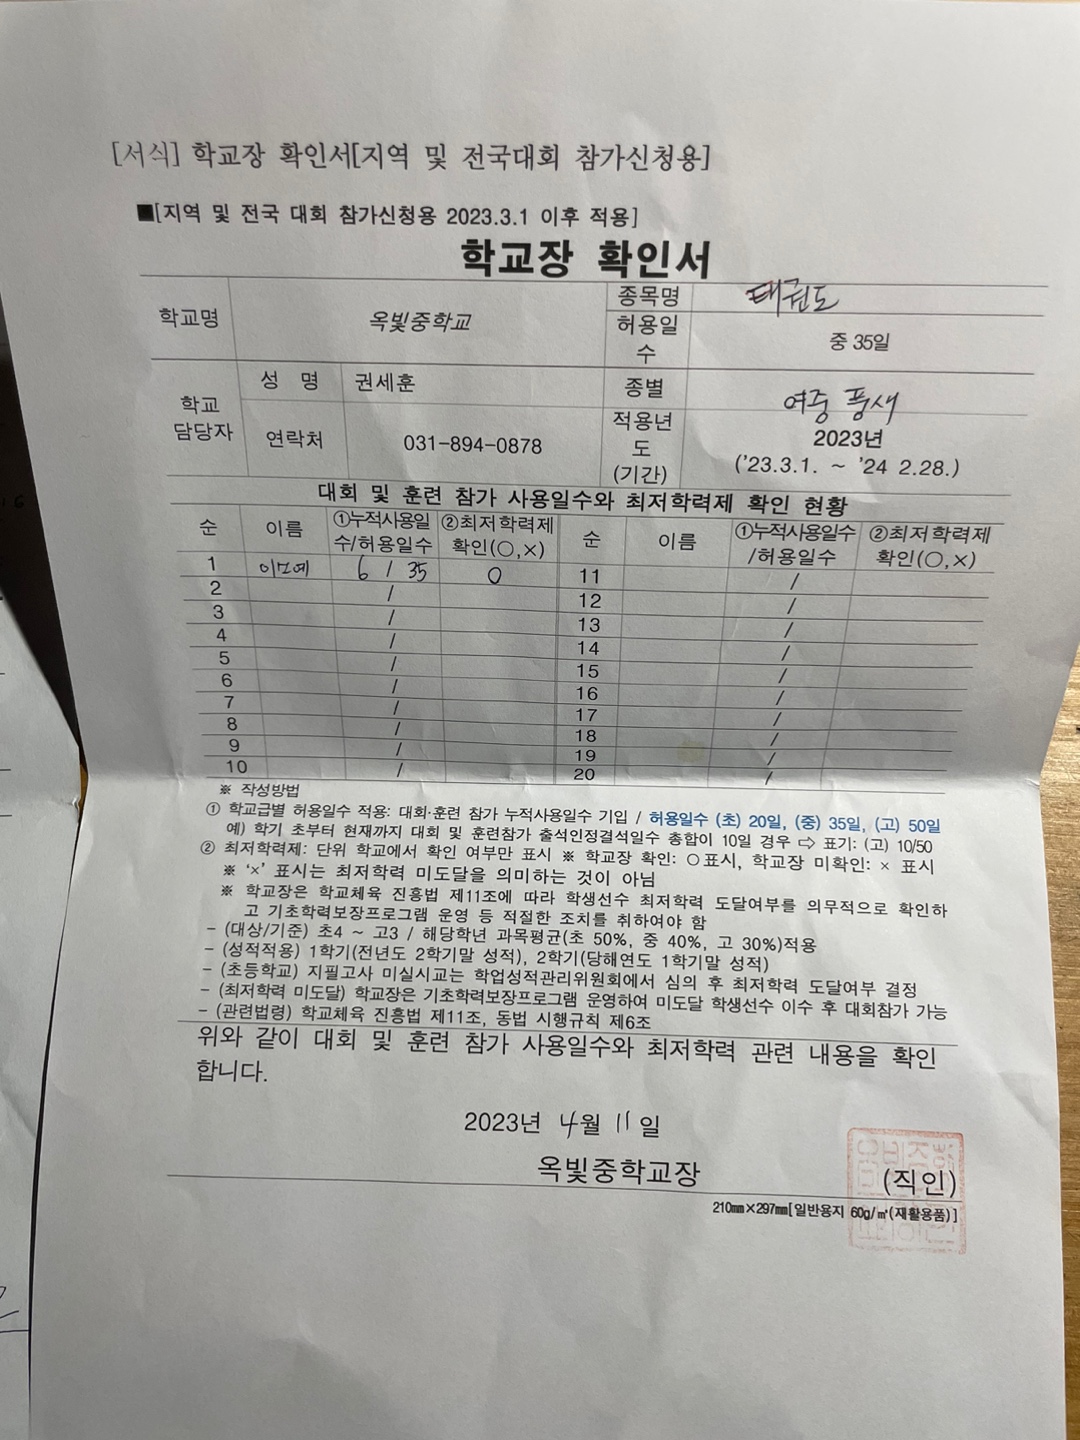 [서식] 학교장 확인서[지역 및 전국대회 참가신청용]
■[지역 및 전국 대회 참가신청용 2023.3.1 이후 적용]
학교장 확인서
학교명 옥빛중학교 종목명 태권도
허용일수 중 35일
학교 담당자 성 명 권세훈 종별 여중 품새
연락처 031-894-0878 적용년도 (기간) 2023년
('23.3.1. ~ '24 2.28.)
대회 및 훈련 참가 사용일수와 최저학력제 확인 현황
순 이름 ①누적사용일수/허용일수 ②최저학력제 확인(○,×) 순 이름 ①누적사용일수/허용일수 ②최저학력제 확인(○,×)
1 6 / 35 O 11 /
2 / 12 /
3 / 13 /
4 / 14 /
5 / 15 /
6 / 16 /
7 / 17 /
8 / 18 /
9 / 19 /
10 / 20 /
※ 작성방법
① 학교급별 허용일수 적용: 대회·훈련 참가 누적사용일수 기입 / 허용일수 (초) 20일, (중) 35일, (고) 50일
예) 학기 초부터 현재까지 대회 및 훈련참가 출석인정결석일수 총합이 10일 경우 ⇨ 표기: (고) 10/50
② 최저학력제: 단위 학교에서 확인 여부만 표시 ※ 학교장 확인: ○표시, 학교장 미확인: × 표시
※ '×' 표시는 최저학력 미도달을 의미하는 것이 아님
※ 학교장은 학교체육 진흥법 제11조에 따라 학생선수 최저학력 도달여부를 의무적으로 확인하
고 기초학력보장프로그램 운영 등 적절한 조치를 취하여야 함
- (대상/기준) 초4 ~ 고3 / 해당학년 과목평균(초 50%, 중 40%, 고 30%)적용
- (성적적용) 1학기(전년도 2학기말 성적), 2학기(당해연도 1학기말 성적)
- (초등학교) 지필고사 미실시교는 학업성적관리위원회에서 심의 후 최저학력 도달여부 결정
- (최저학력 미도달) 학교장은 기초학력보장프로그램 운영하여 미도달 학생선수 이수 후 대회참가 가능
- (관련법령) 학교체육 진흥법 제11조, 동법 시행규칙 제6조
위와 같이 대회 및 훈련 참가 사용일수와 최저학력 관련 내용을 확인
합니다.
2023년 4월 11일
옥빛중학교장 (직인)
210㎜×297㎜[일반용지 60g/㎡(재활용품)]